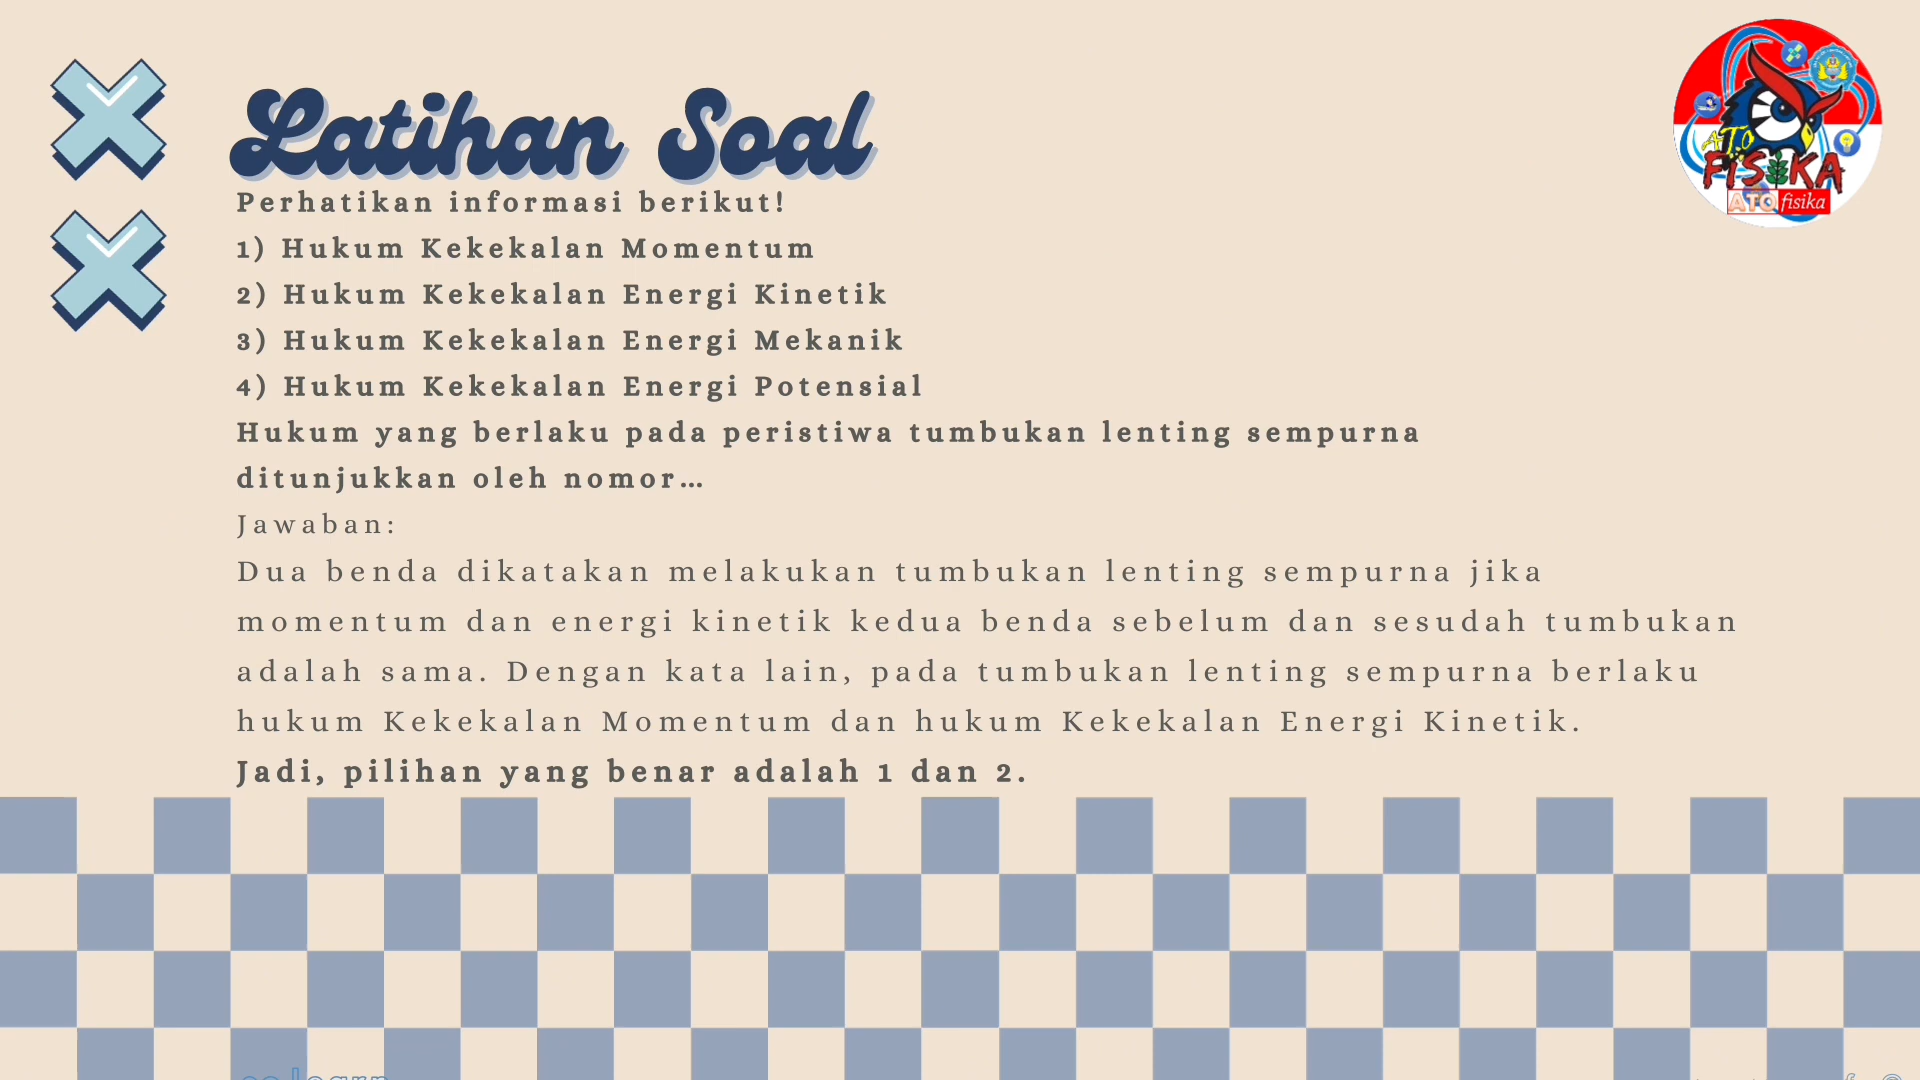 Latihan Soal
ATO
FISIKA
ATO fisika
Perhatikan informasi berikut!
1) Hukum Kekekalan Momentum
2) Hukum Kekekalan Energi Kinetik
3) Hukum Kekekalan Energi Mekanik
4) Hukum Kekekalan Energi Potensial
Hukum yang berlaku pada peristiwa tumbukan lenting sempurna
ditunjukkan oleh nomor...
Jawaban:
Dua benda dikatakan melakukan tumbukan lenting sempurna jika
momentum dan energi kinetik kedua benda sebelum dan sesudah tumbukan
adalah sama. Dengan kata lain, pada tumbukan lenting sempurna berlaku
hukum Kekekalan Momentum dan hukum Kekekalan Energi Kinetik.
Jadi, pilihan yang benar adalah 1 dan 2.